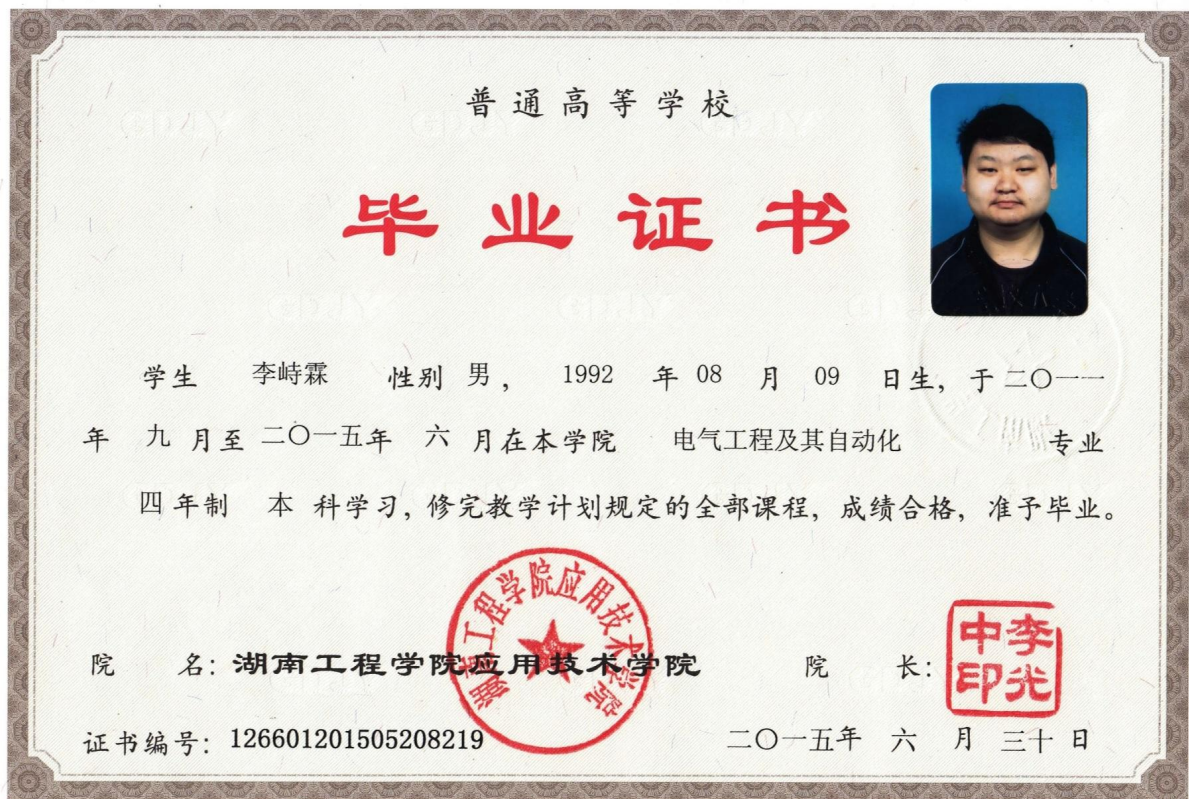 普通高等学校
毕业证书
学生 李峙霖 性别 男， 1992 年 08 月 09 日生，于 二〇一一
年 九 月至 二〇一五年 六 月在本学院 电气工程及其自动化 专业
四 年制 本 科学习，修完教学计划规定的全部课程，成绩合格，准予毕业。
湖南工程学院应用技术学院
院 名：湖南工程学院应用技术学院 院 长：
李光中印
证书编号：126601201505208219 二〇一五年 六 月 三十 日